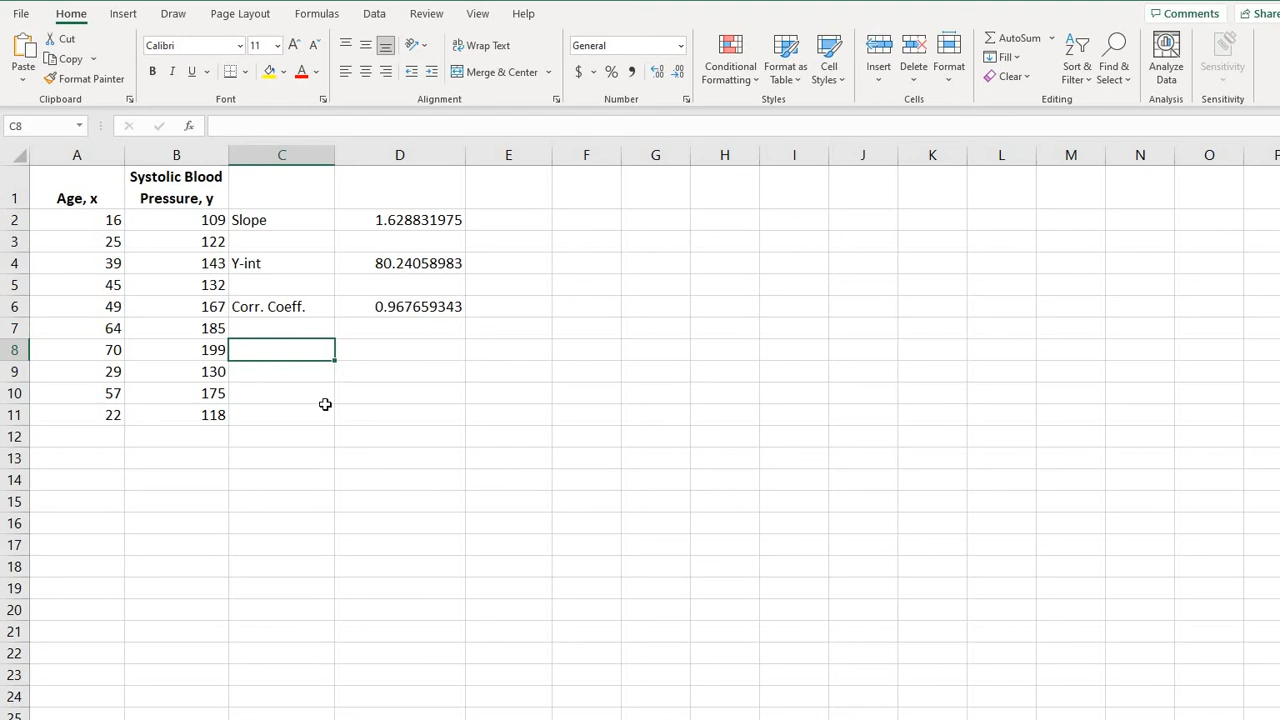 File Home Insert Draw Page Layout Formulas Data Review View Help Comments Share
Paste Cut Copy Format Painter
Calibri 11 A A Wrap Text General AutoSum Fill Clear
B I U A Merge & Center $ % 9
Conditional Formatting Format as Table Cell Styles Insert Delete Format Sort & Filter Find & Select Analyze Data Sensitivity
Clipboard Font Alignment Number Styles Cells Editing Analysis Sensitivity
C8 fx
A B C D E F G H I J K L M N O P
Systolic Blood
1 Age, x Pressure, y
2 16 109 Slope 1.628831975
3 25 122
4 39 143 Y-int 80.24058983
5 45 132
6 49 167 Corr. Coeff. 0.967659343
7 64 185
8 70 199
9 29 130
10 57 175
11 22 118
12
13
14
15
16
17
18
19
20
21
22
23
24
25